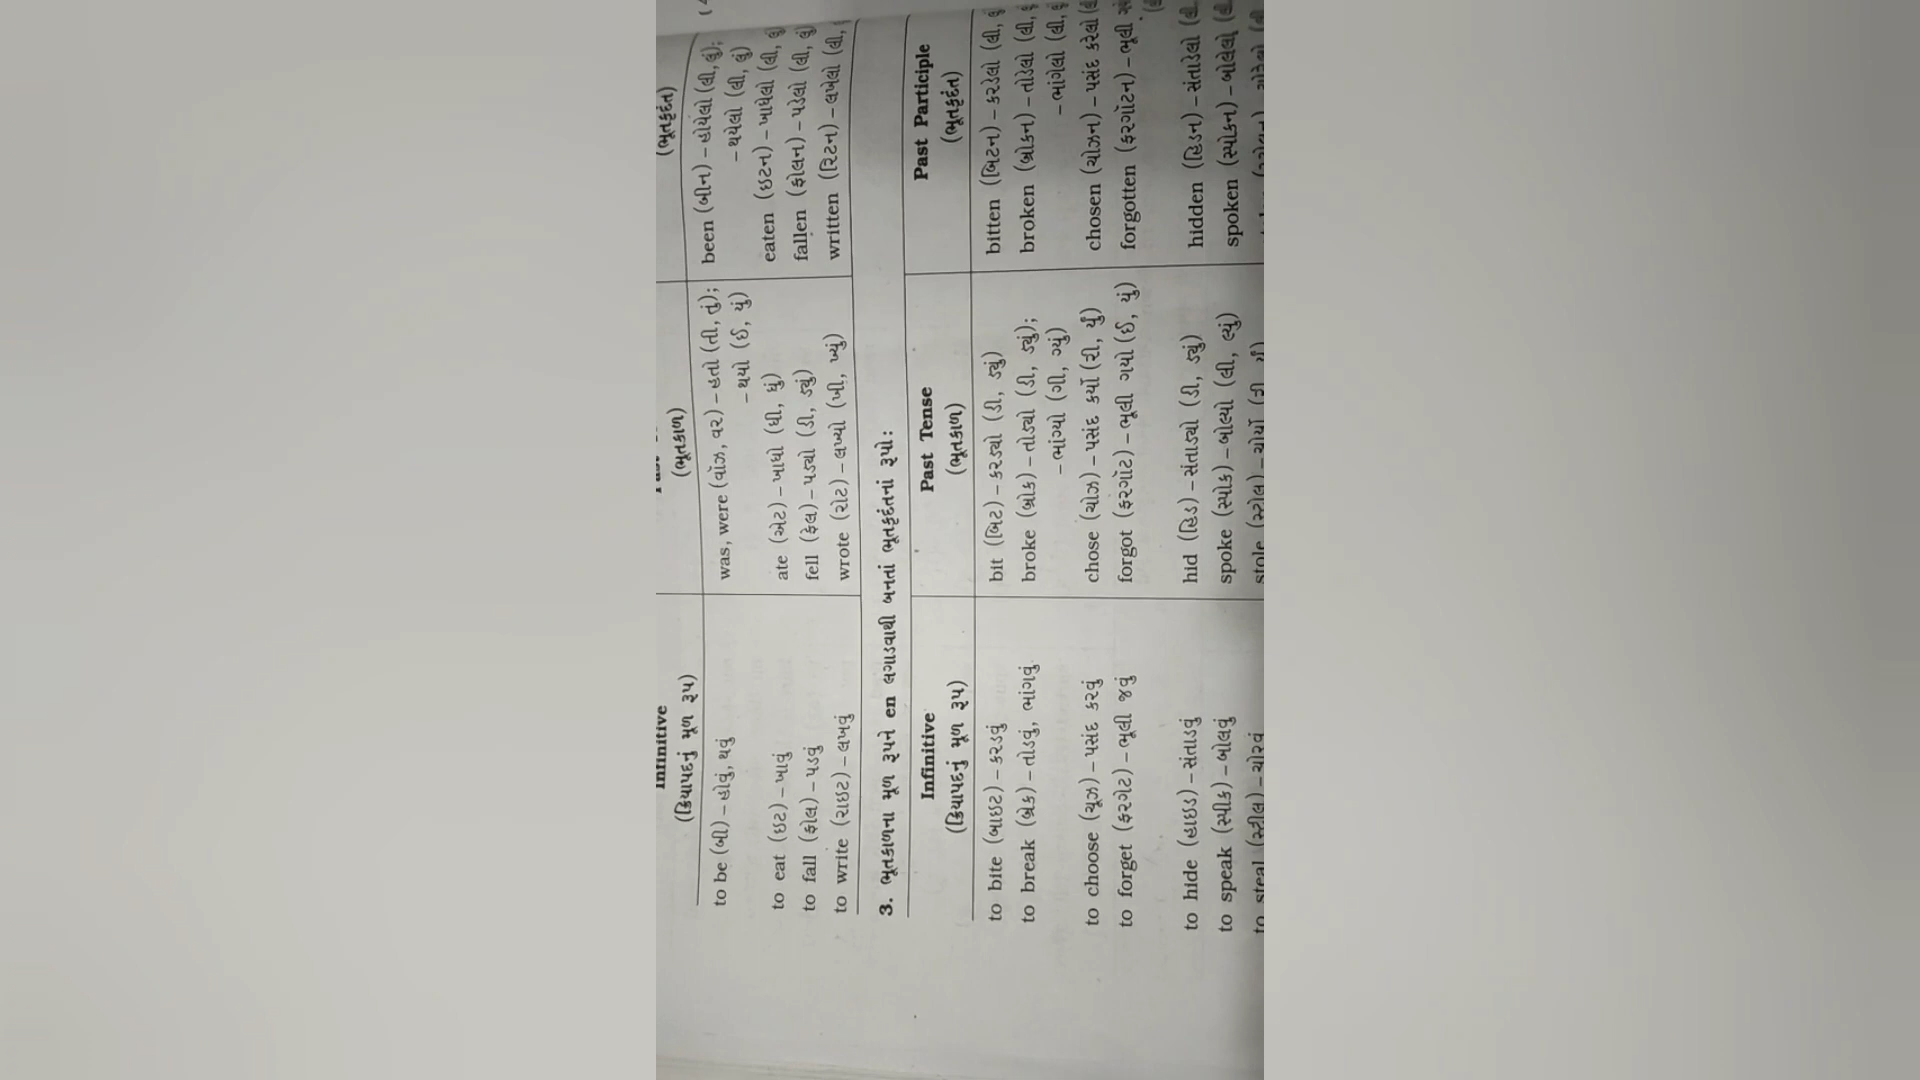 Infinitive (ભૂતકૃદંત)
(ક્રિયાપદનું મૂળ રૂપ) (ભૂતકાળ)
to be (બી) – હોવું, થવું was, were (વૉઝ, વર) – હતો (તી, તું); been (બીન) – હોયેલો (લી, લું);
– થયો (ઈ, યું) – થયેલો (લી, લું)
to eat (ઇટ) – ખાવું ate (એટ) – ખાધો (ધી, ધું) eaten (ઇટન) – ખાધેલો (લી, લું)
to fall (ફોલ) – પડવું fell (ફેલ) – પડ્યો (ડી, ડ્યું) fallen (ફોલન) – પડેલો (લી, લું)
to write (રાઇટ) – લખવું wrote (રોટ) – લખ્યો (ખી, ખ્યું) written (રિટન) – લખેલો (લી,
3. ભૂતકાળના મૂળ રૂપને en લગાડવાથી બનતાં ભૂતકૃદંતનાં રૂપો:
Infinitive Past Tense Past Participle
(ક્રિયાપદનું મૂળ રૂપ) (ભૂતકાળ) (ભૂતકૃદંત)
to bite (બાઇટ) – કરડવું bit (બિટ) – કરડ્યો (ડી, ડ્યું) bitten (બિટન) – કરડેલો (લી,
to break (બ્રેક) – તોડવું, ભાંગવું broke (બ્રોક) – તોડ્યો (ડી, ડ્યું); broken (બ્રોકન) – તોડેલો (લી,
– ભાંગ્યો (ગી, ગ્યું) – ભાંગેલો (લી,
to choose (ચૂઝ) – પસંદ કરવું chose (ચોઝ) – પસંદ કર્યો (રી, ર્યું) chosen (ચોઝન) – પસંદ કરેલો
to forget (ફરગેટ) – ભૂલી જવું forgot (ફરગૉટ) – ભૂલી ગયો (ઈ, યું) forgotten (ફરગૉટન) – ભૂલી
to hide (હાઇડ) – સંતાડવું hid (હિડ) – સંતાડ્યો (ડી, ડ્યું) hidden (હિડન) – સંતાડેલો (લી,
to speak (સ્પીક) – બોલવું spoke (સ્પોક) – બોલ્યો (લી, લ્યું) spoken (સ્પોકન) – બોલેલો
to steal (સ્ટીલ) – ચોરવું stole (સ્ટોલ) – ચોર્યો